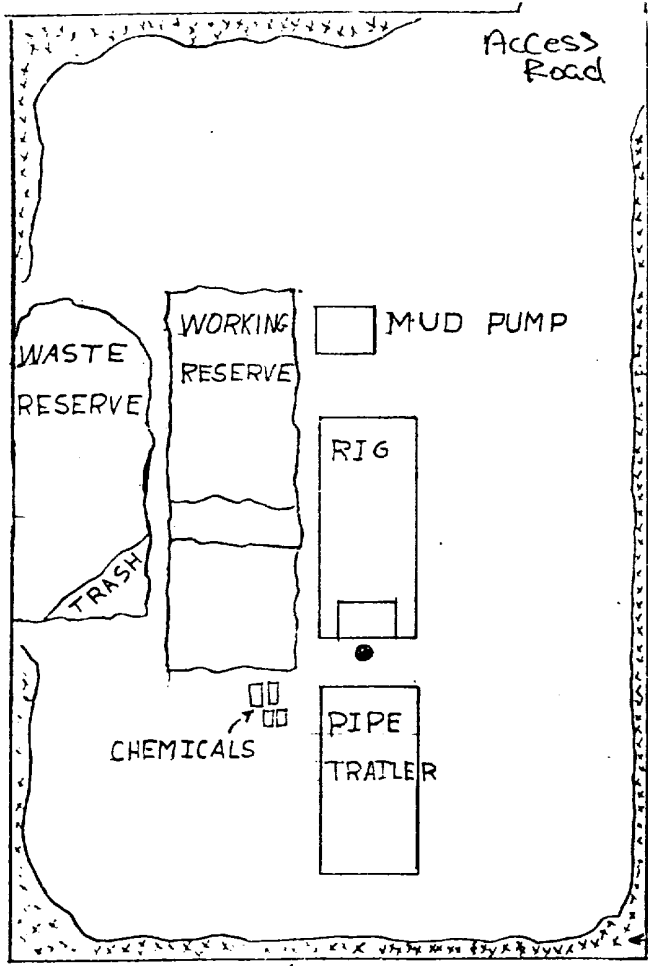 Access
Road
WORKING
RESERVE
MUD PUMP
WASTE
RESERVE
RIG
TRASH
CHEMICALS
PIPE
TRAILER